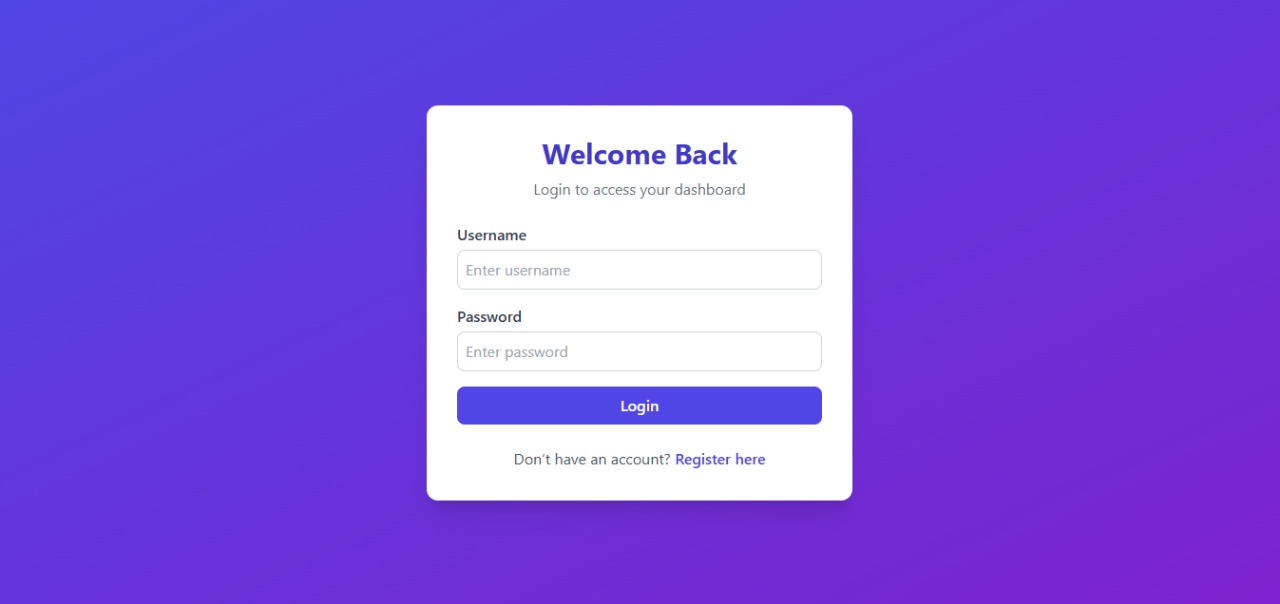 Welcome Back
Login to access your dashboard
Username
Enter username
Password
Enter password
Login
Don’t have an account? Register here